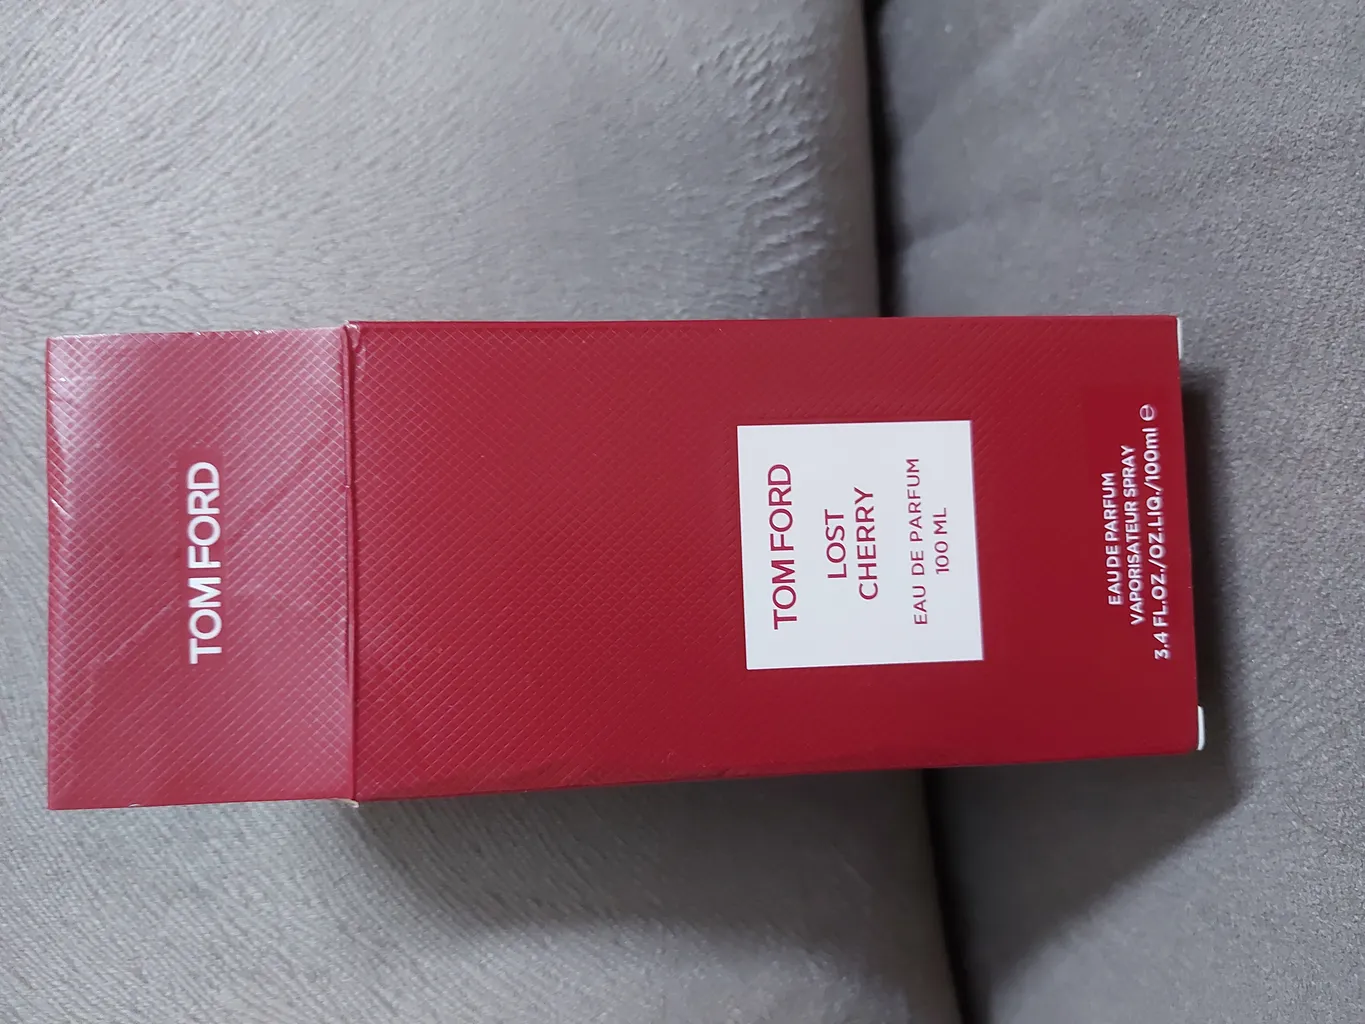 TOM FORD
TOM FORD
LOST
CHERRY
EAU DE PARFUM
100 ML
EAU DE PARFUM
VAPORISATEUR SPRAY
3.4 FL.OZ./OZ.LIQ./100ml ℮